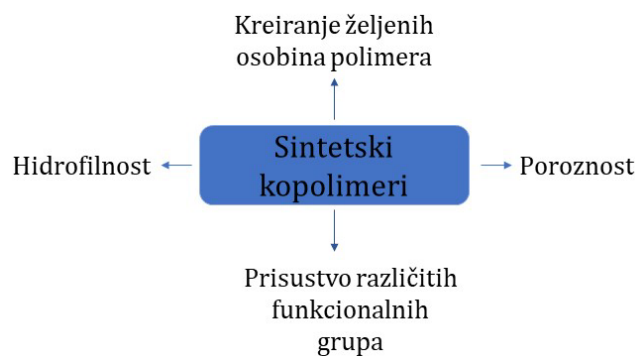 Kreiranje željenih
osobina polimera
Sintetski
kopolimeri
Hidrofilnost
Poroznost
Prisustvo različitih
funkcionalnih
grupa